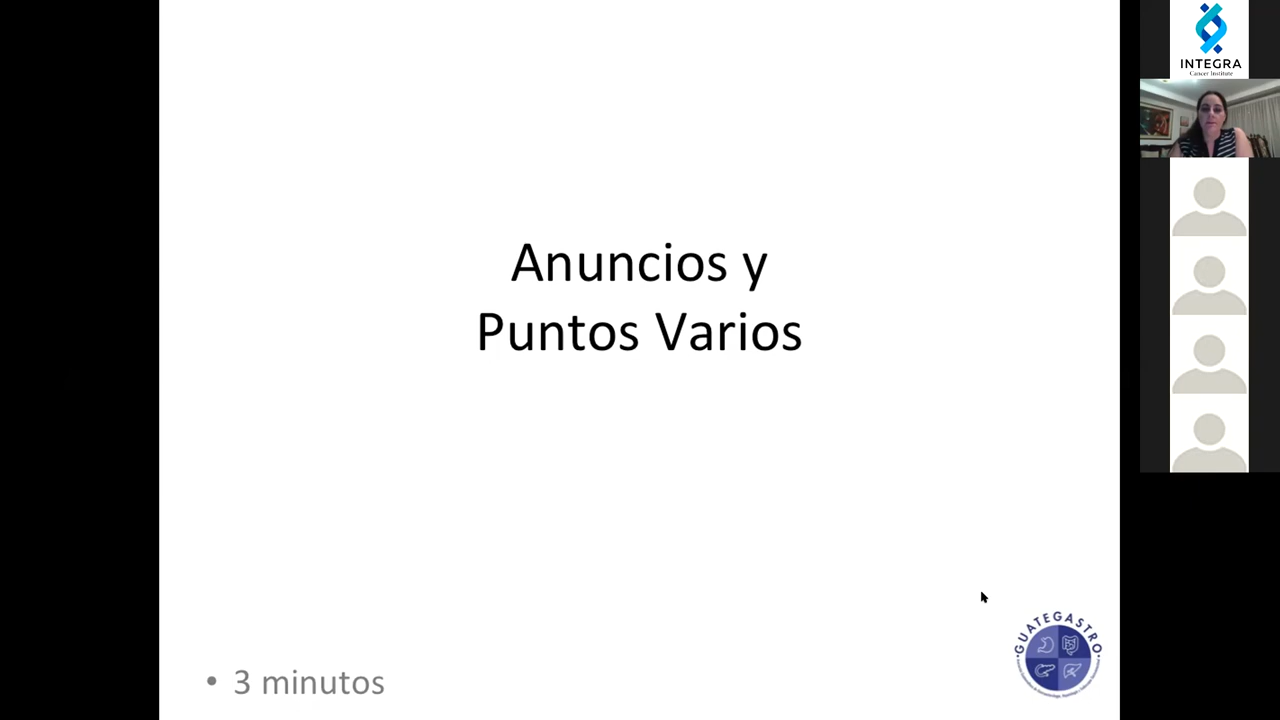 Anuncios y
Puntos Varios
• 3 minutos
GUATEGASTRO
INTEGRA
Cancer Institute